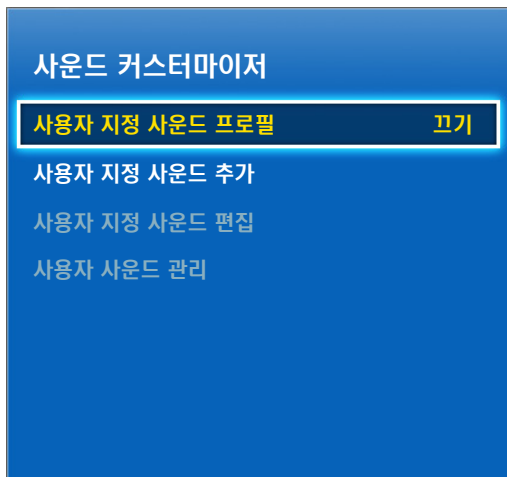 사운드 커스터마이저
사용자 지정 사운드 프로필 끄기
사용자 지정 사운드 추가
사용자 지정 사운드 편집
사용자 사운드 관리